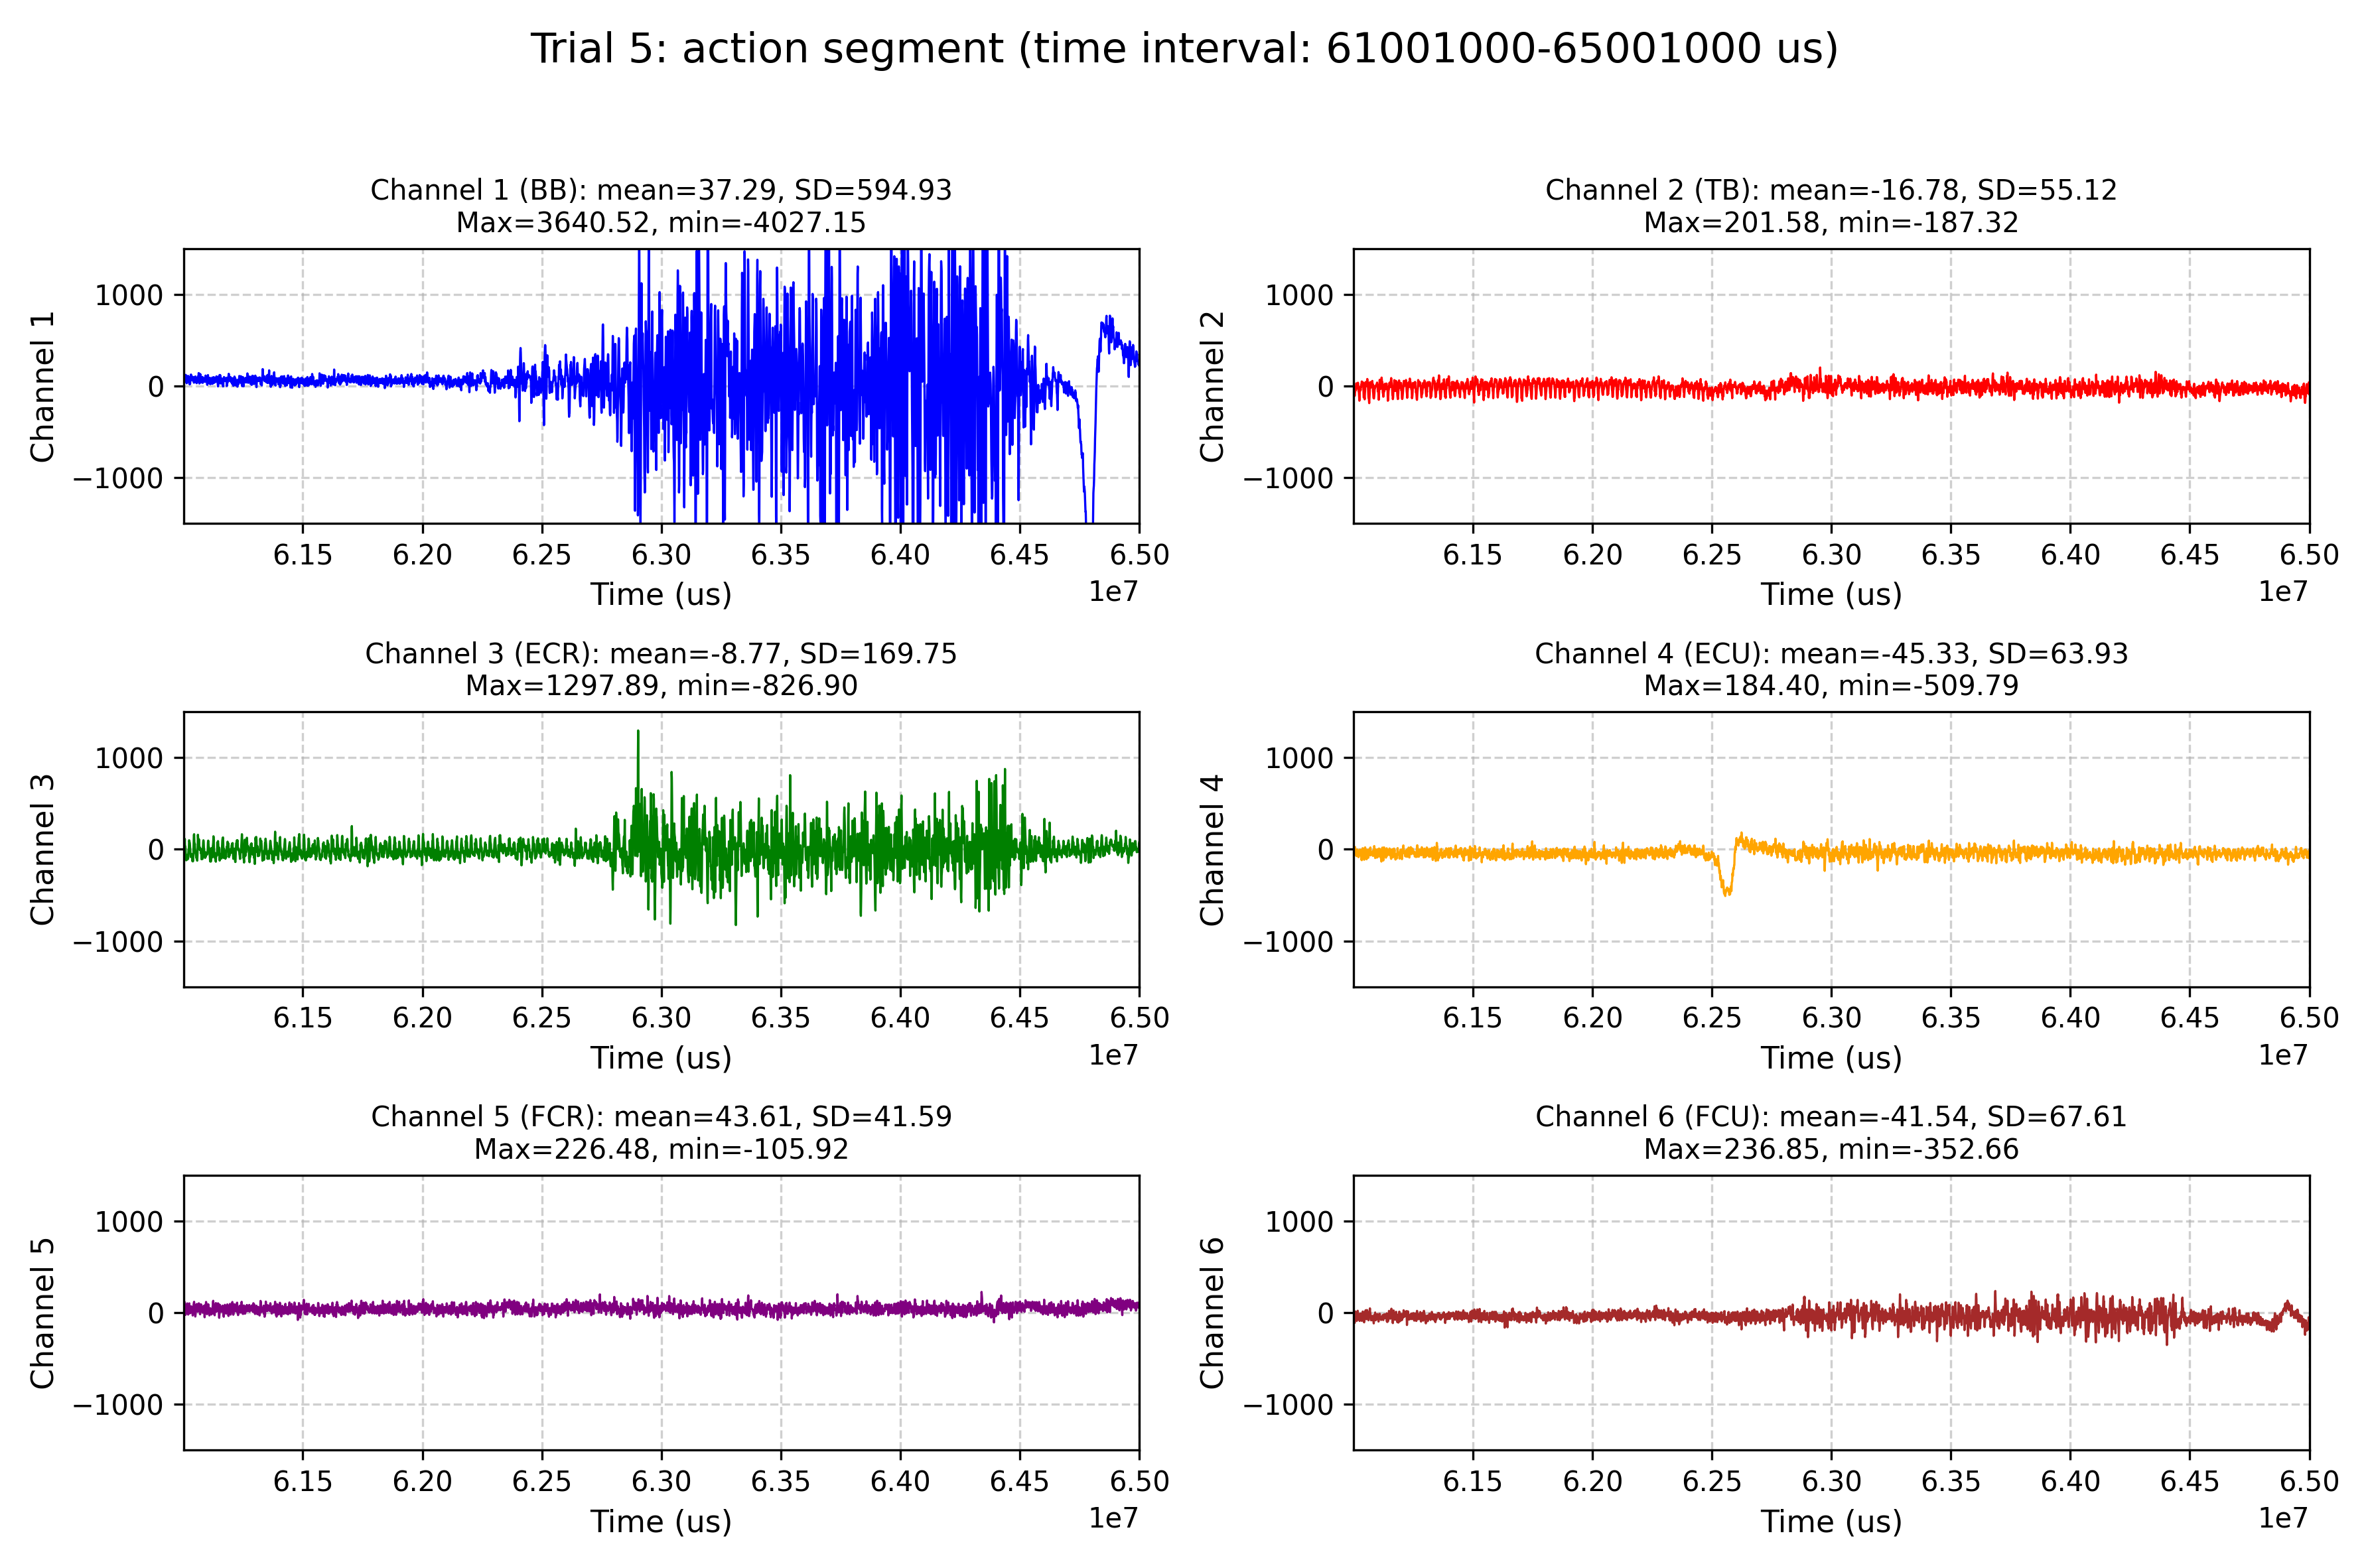 Trial 5: action segment (time interval: 61001000-65001000 us)
Channel 1 (BB): mean=37.29, SD=594.93
Max=3640.52, min=-4027.15
Channel 1
1000
0
−1000
6.15 6.20 6.25 6.30 6.35 6.40 6.45 6.50
Time (us)
1e7
Channel 2 (TB): mean=-16.78, SD=55.12
Max=201.58, min=-187.32
Channel 2
1000
0
−1000
6.15 6.20 6.25 6.30 6.35 6.40 6.45 6.50
Time (us)
1e7
Channel 3 (ECR): mean=-8.77, SD=169.75
Max=1297.89, min=-826.90
Channel 3
1000
0
−1000
6.15 6.20 6.25 6.30 6.35 6.40 6.45 6.50
Time (us)
1e7
Channel 4 (ECU): mean=-45.33, SD=63.93
Max=184.40, min=-509.79
Channel 4
1000
0
−1000
6.15 6.20 6.25 6.30 6.35 6.40 6.45 6.50
Time (us)
1e7
Channel 5 (FCR): mean=43.61, SD=41.59
Max=226.48, min=-105.92
Channel 5
1000
0
−1000
6.15 6.20 6.25 6.30 6.35 6.40 6.45 6.50
Time (us)
1e7
Channel 6 (FCU): mean=-41.54, SD=67.61
Max=236.85, min=-352.66
Channel 6
1000
0
−1000
6.15 6.20 6.25 6.30 6.35 6.40 6.45 6.50
Time (us)
1e7